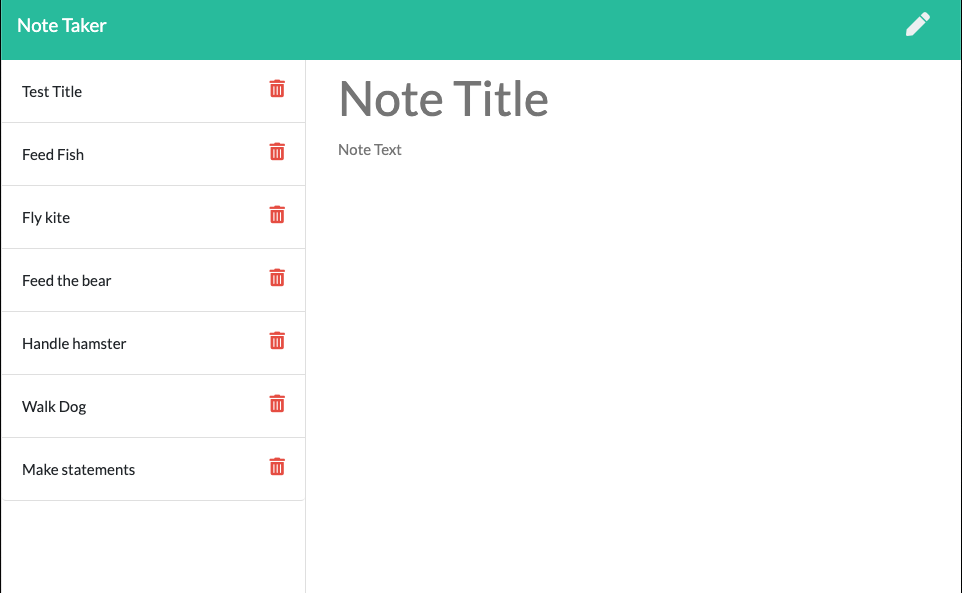 Note Taker
Test Title
Feed Fish
Fly kite
Feed the bear
Handle hamster
Walk Dog
Make statements
Note Title
Note Text